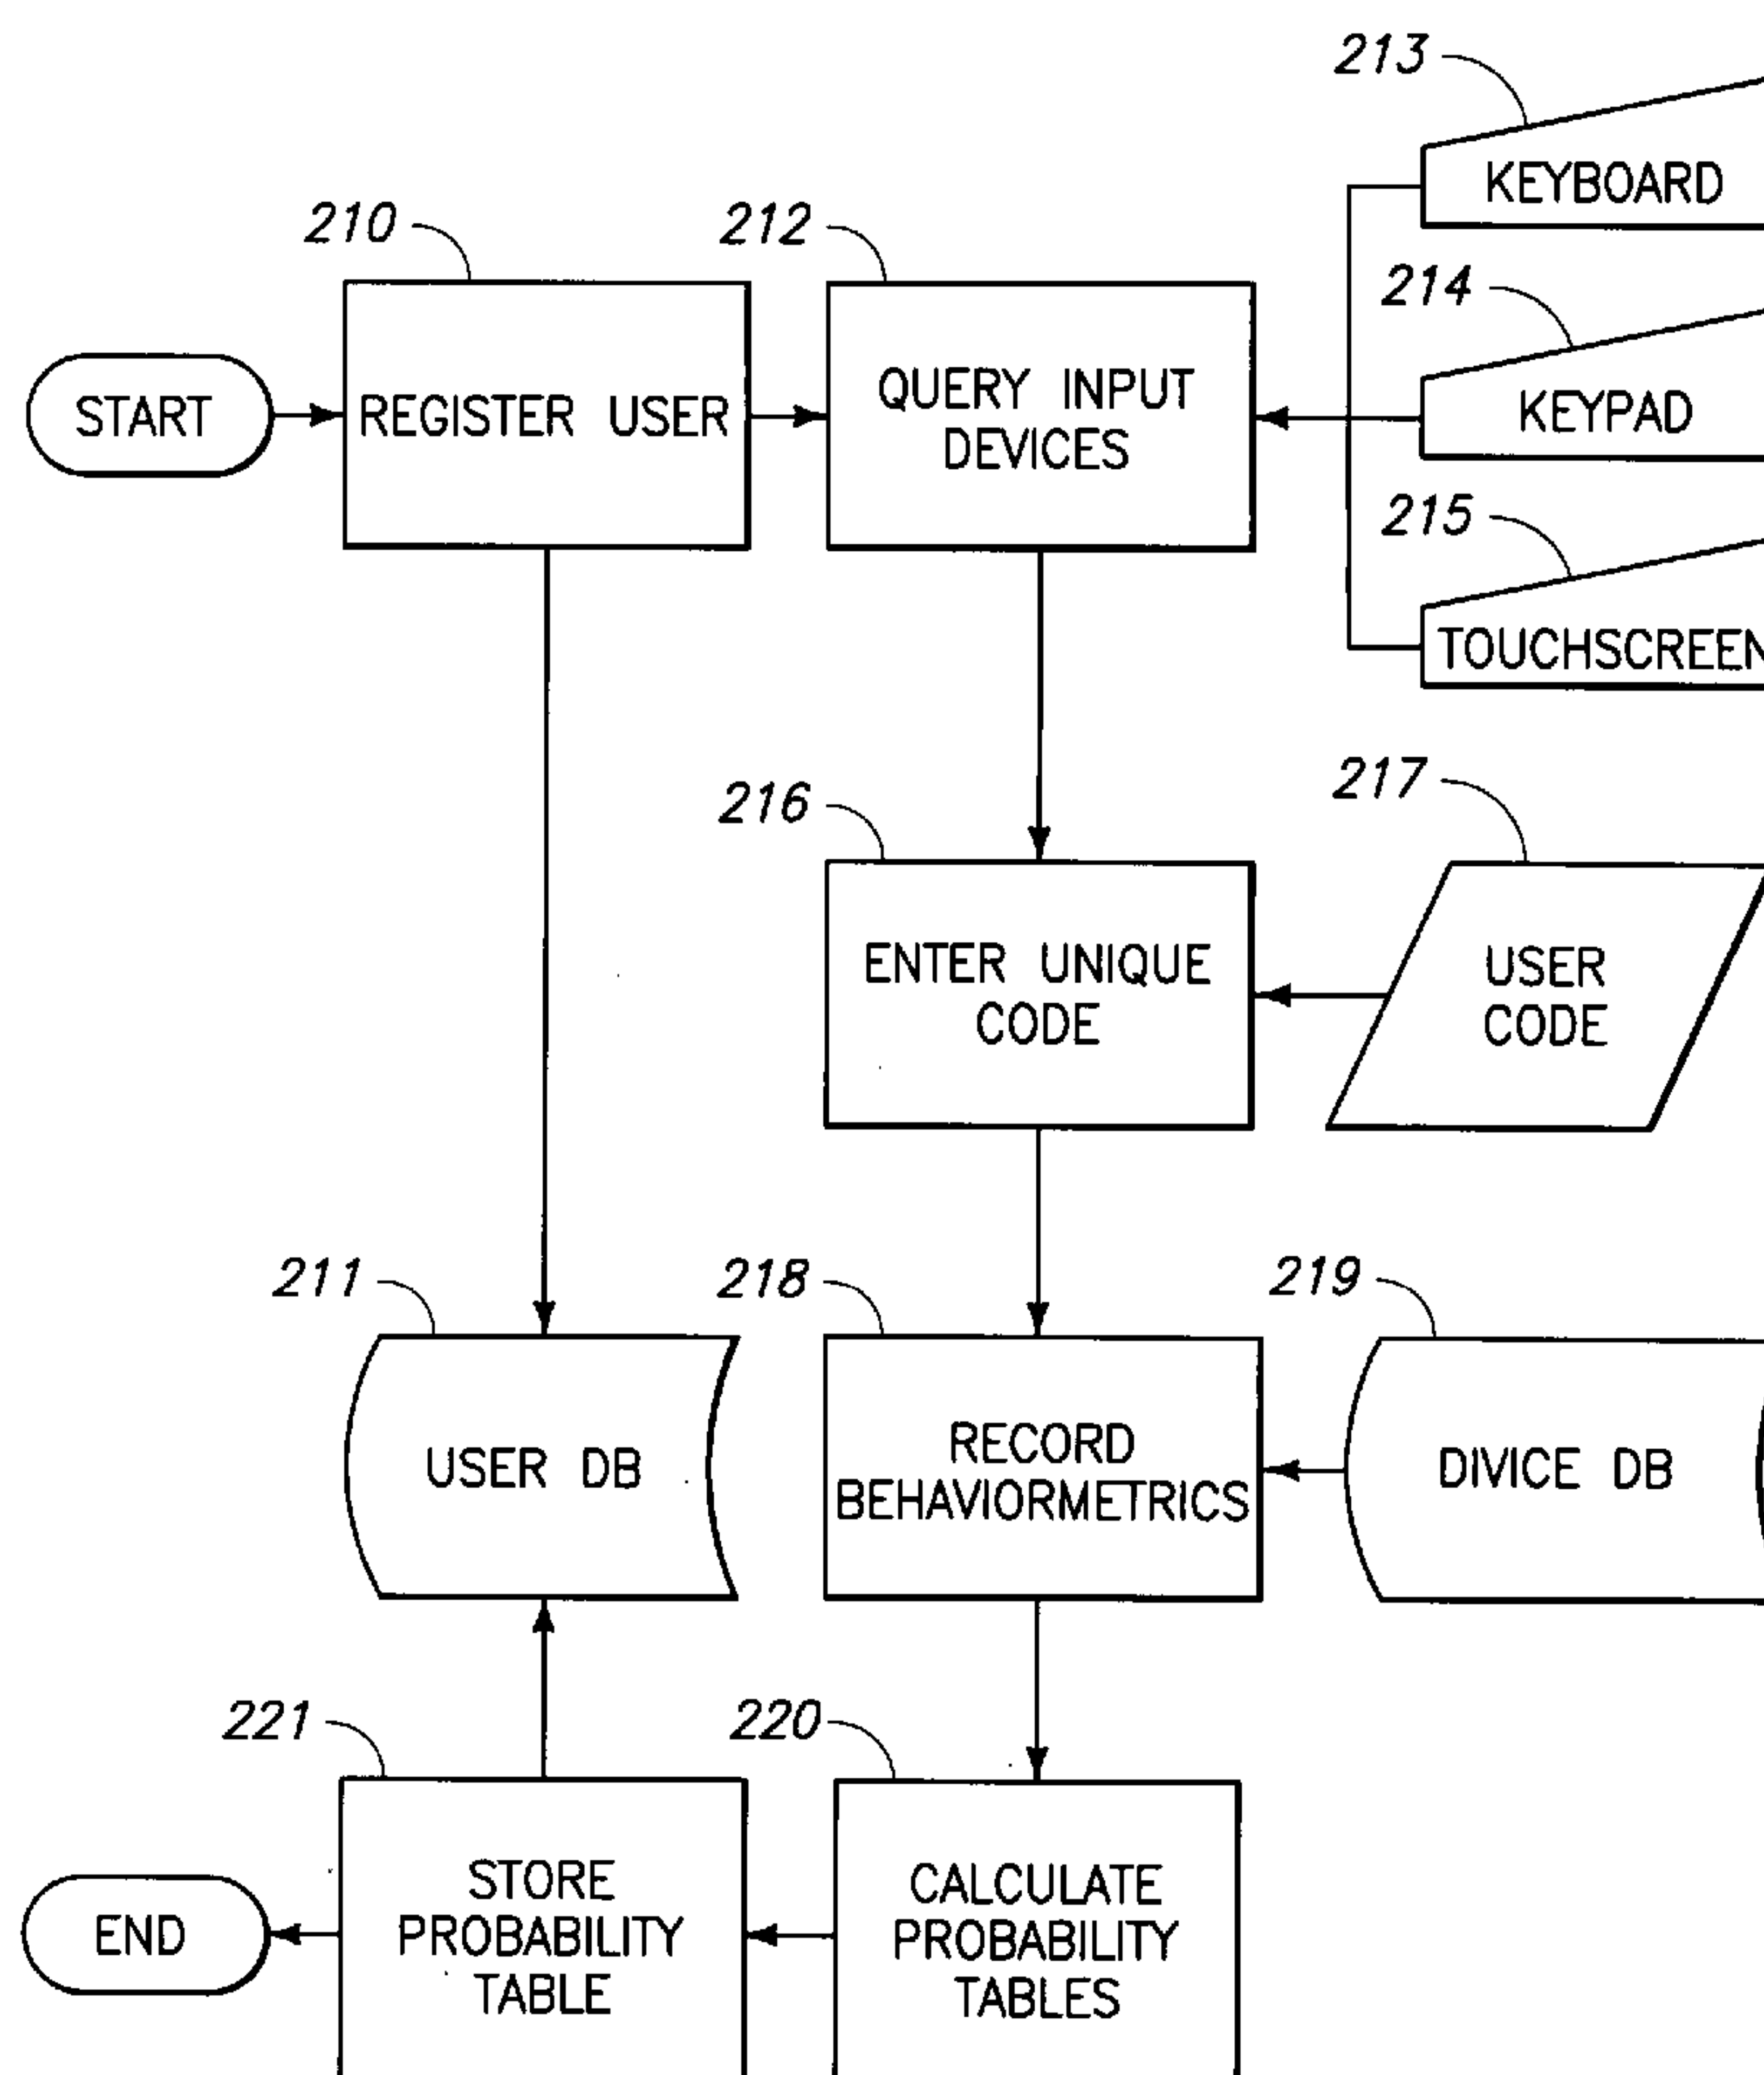 213
KEYBOARD
210
212
214
START
REGISTER USER
QUERY INPUT
DEVICES
KEYPAD
215
TOUCHSCREEN
216
217
ENTER UNIQUE
CODE
USER
CODE
211
218
219
USER DB
RECORD
BEHAVIORMETRICS
DIVICE DB
221
220
END
STORE
PROBABILITY
TABLE
CALCULATE
PROBABILITY
TABLES